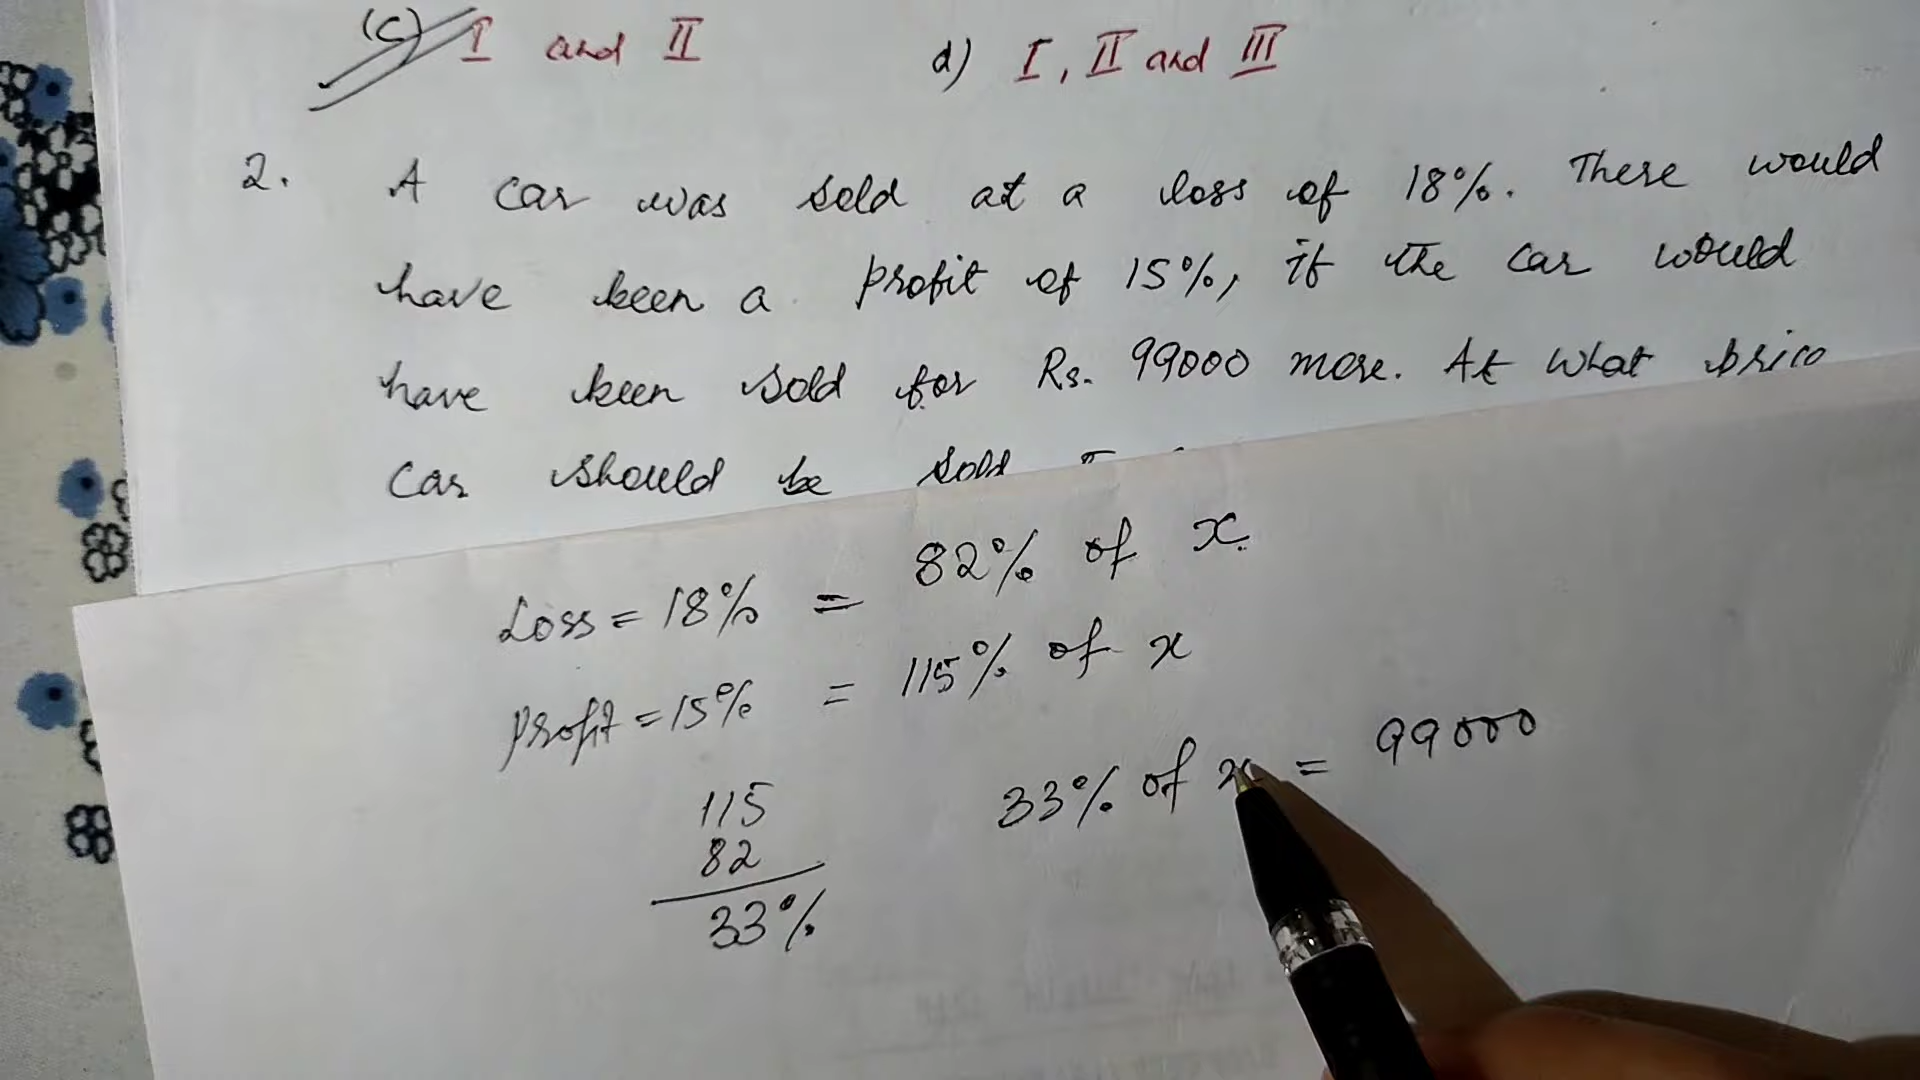 (c) I and II d) I, II and III
2. A car was sold at a loss of 18%. There would
have been a profit of 15%, if the car would
have been sold for Rs. 99000 more. At what price
car should be sold
Loss = 18% = 82% of x.
Profit = 15% = 115% of x
115
82
33%
33% of x = 99000